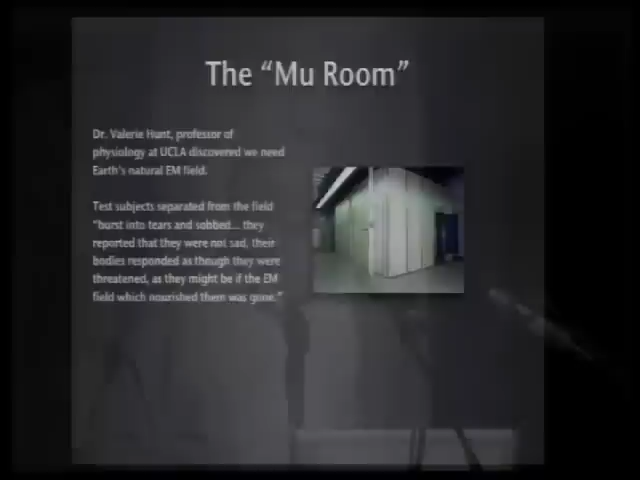 The “Mu Room”
Dr. Valerie Hunt, professor of
physiology at UCLA discovered we need
Earth's natural EM field.
Test subjects separated from the field
“burst into tears and sobbed... they
reported that they were not sad, their
bodies responded as though they were
threatened, as they might be if the EM
field which nourished them was gone.”